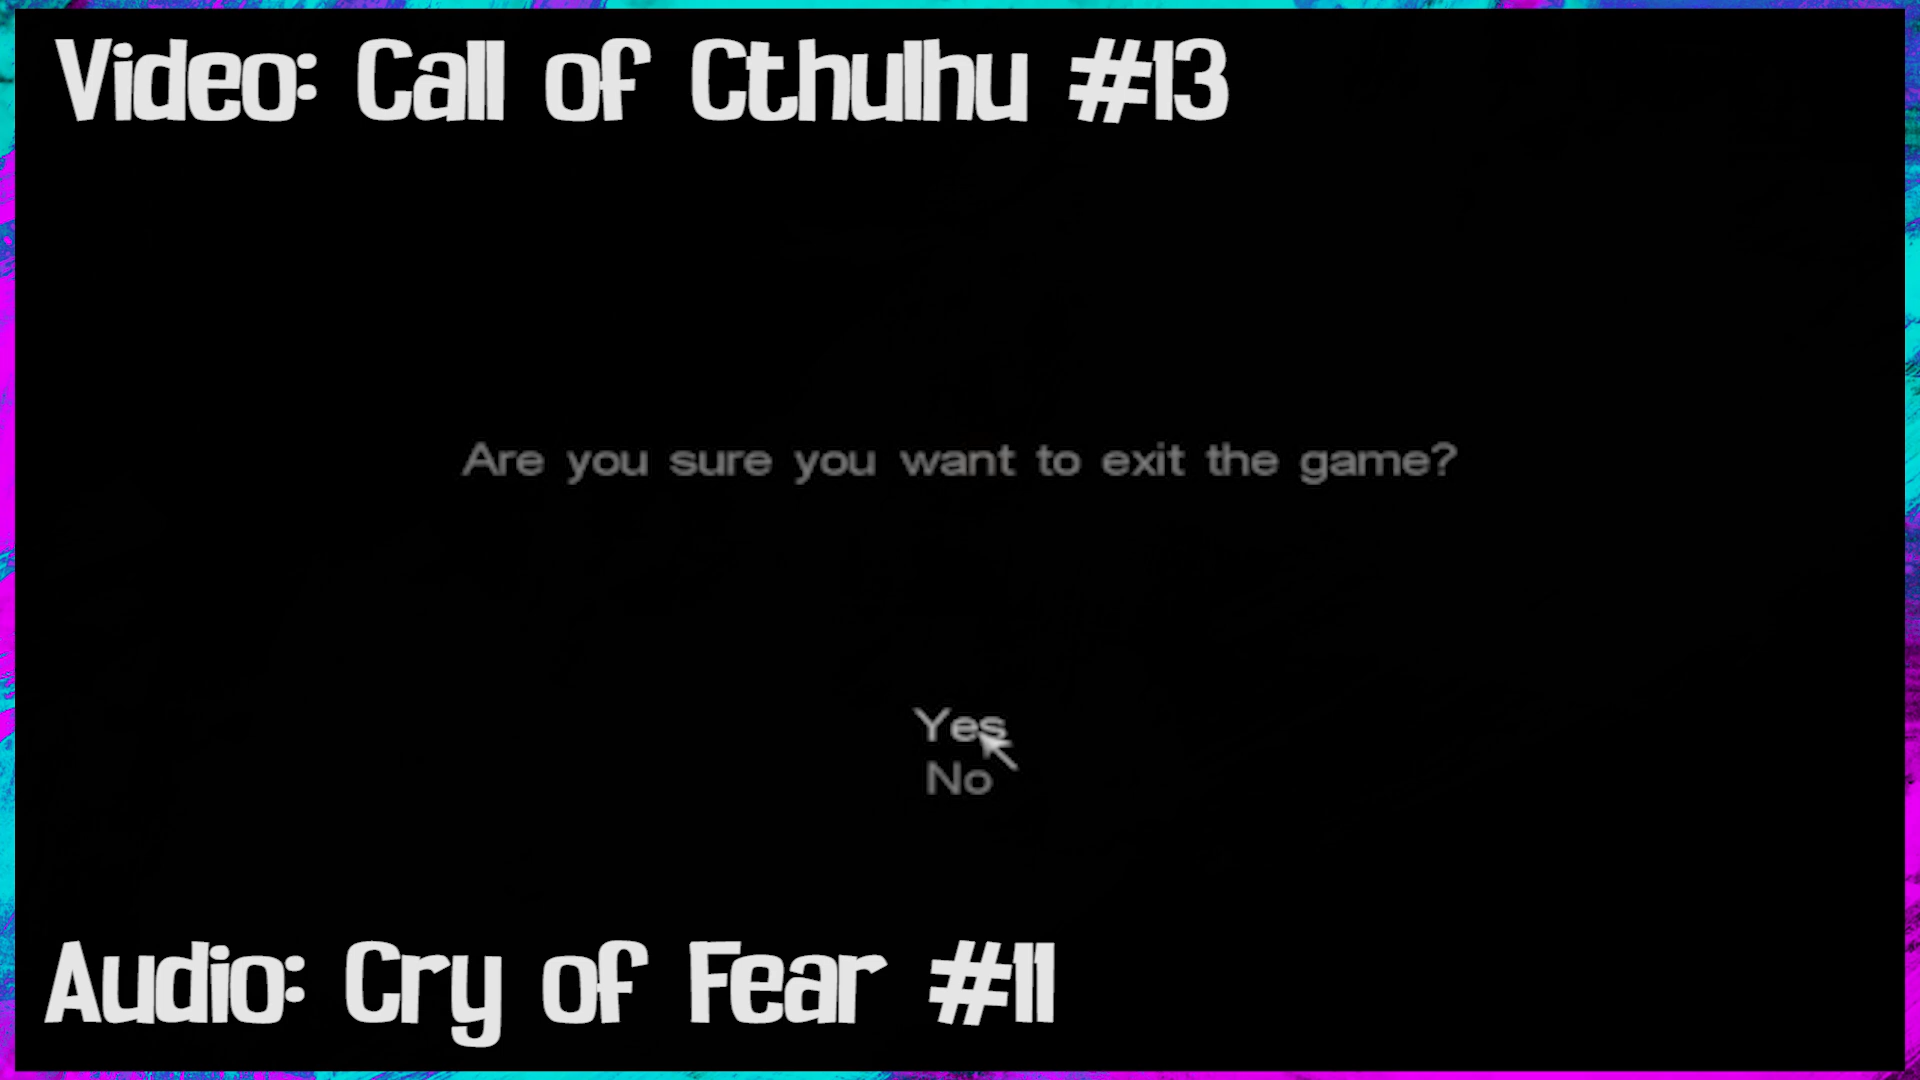 Video: Call of Cthulhu #13
Are you sure you want to exit the game?
Yes
No
Audio: Cry of Fear #11